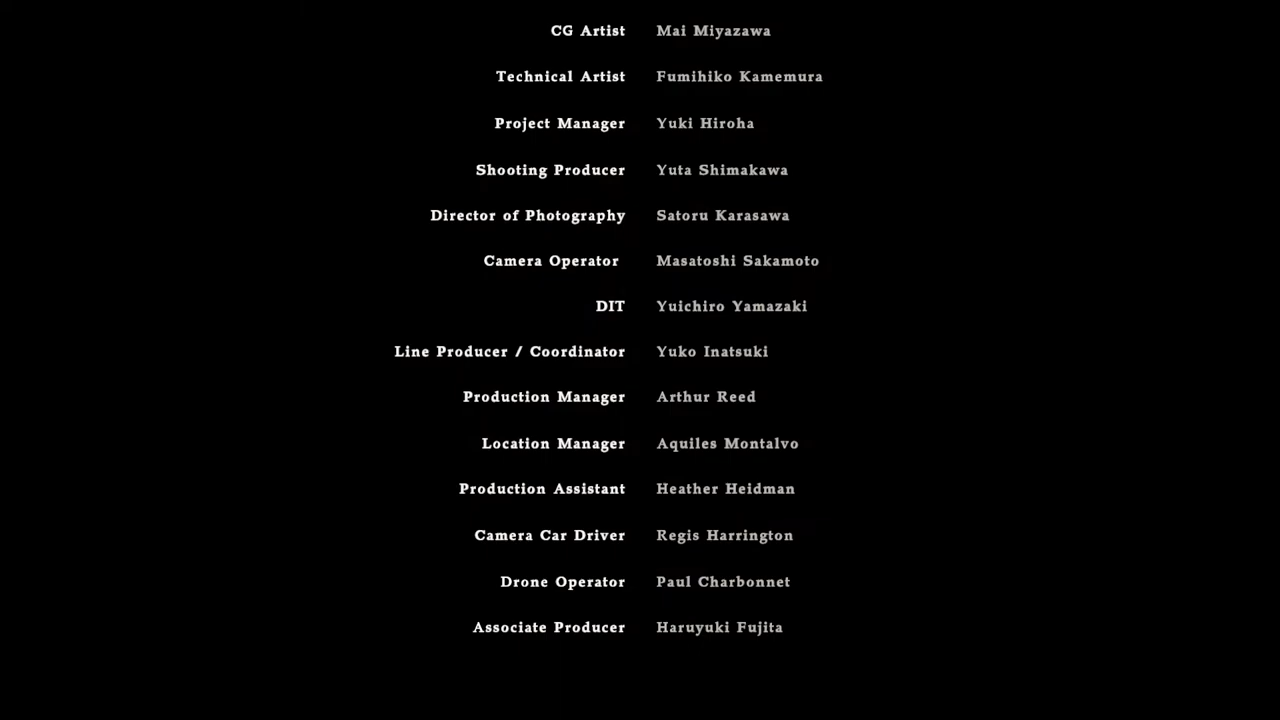 CG Artist Mai Miyazawa
Technical Artist Fumihiko Kamemura
Project Manager Yuki Hiroha
Shooting Producer Yuta Shimakawa
Director of Photography Satoru Karasawa
Camera Operator Masatoshi Sakamoto
DIT Yuichiro Yamazaki
Line Producer / Coordinator Yuko Inatsuki
Production Manager Arthur Reed
Location Manager Aquiles Montalvo
Production Assistant Heather Heidman
Camera Car Driver Regis Harrington
Drone Operator Paul Charbonnet
Associate Producer Haruyuki Fujita